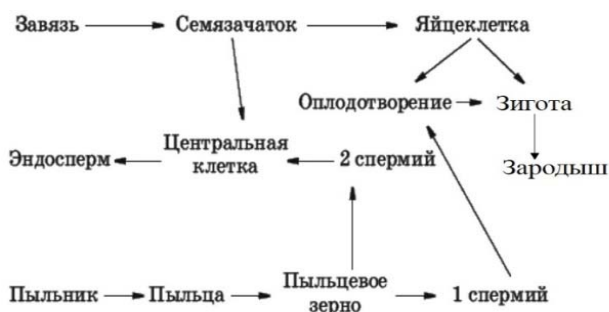 Завязь Семязачаток Яйцеклетка
Оплодотворение Зигота
Центральная
клетка
Эндосперм 2 спермий
Зародыш
Пыльник Пыльца Пыльцевое
зерно
1 спермий